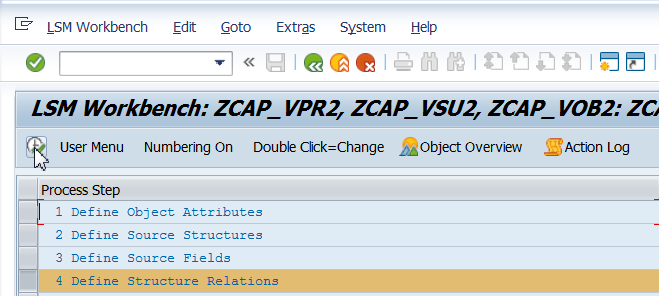 LSM Workbench Edit Goto Extras System Help
LSM Workbench: ZCAP_VPR2, ZCAP_VSU2, ZCAP_VOB2: ZCA
User Menu Numbering On Double Click=Change Object Overview Action Log
Process Step
1 Define Object Attributes
2 Define Source Structures
3 Define Source Fields
4 Define Structure Relations